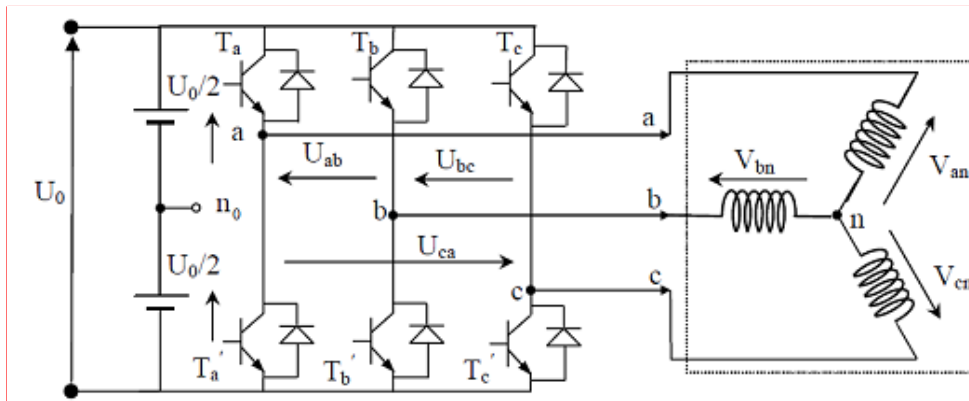 Tₐ
T_b
T_c
U₀/2
a
a
U_ab
U_bc
V_bn
V_an
U₀
n₀
b
b
n
U₀/2
U_ca
c
c
V_cn
Tₐ′
T_b′
T_c′